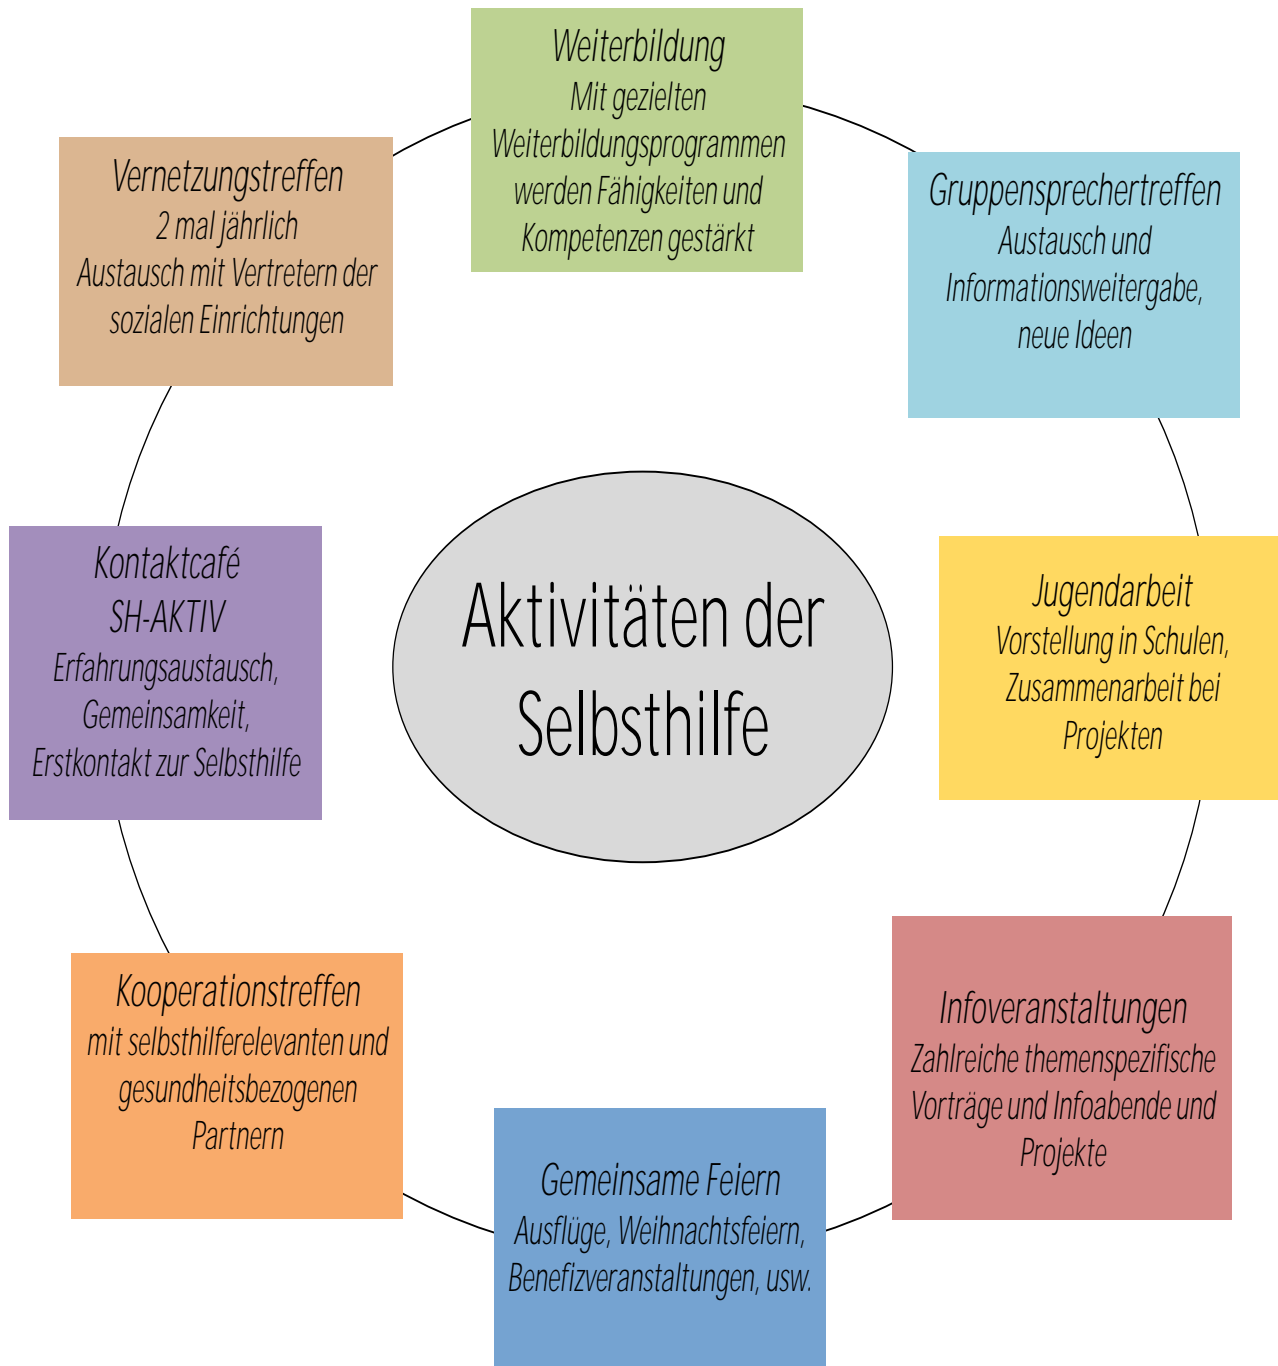 Weiterbildung
Mit gezielten
Weiterbildungsprogrammen
werden Fähigkeiten und
Kompetenzen gestärkt
Vernetzungstreffen
2 mal jährlich
Austausch mit Vertretern der
sozialen Einrichtungen
Gruppensprechertreffen
Austausch und
Informationsweitergabe,
neue Ideen
Kontaktcafé
SH-AKTIV
Erfahrungsaustausch,
Gemeinsamkeit,
Erstkontakt zur Selbsthilfe
Aktivitäten der
Selbsthilfe
Jugendarbeit
Vorstellung in Schulen,
Zusammenarbeit bei
Projekten
Kooperationstreffen
mit selbsthilferelevanten und
gesundheitsbezogenen
Partnern
Infoveranstaltungen
Zahlreiche themenspezifische
Vorträge und Infoabende und
Projekte
Gemeinsame Feiern
Ausflüge, Weihnachtsfeiern,
Benefizveranstaltungen, usw.